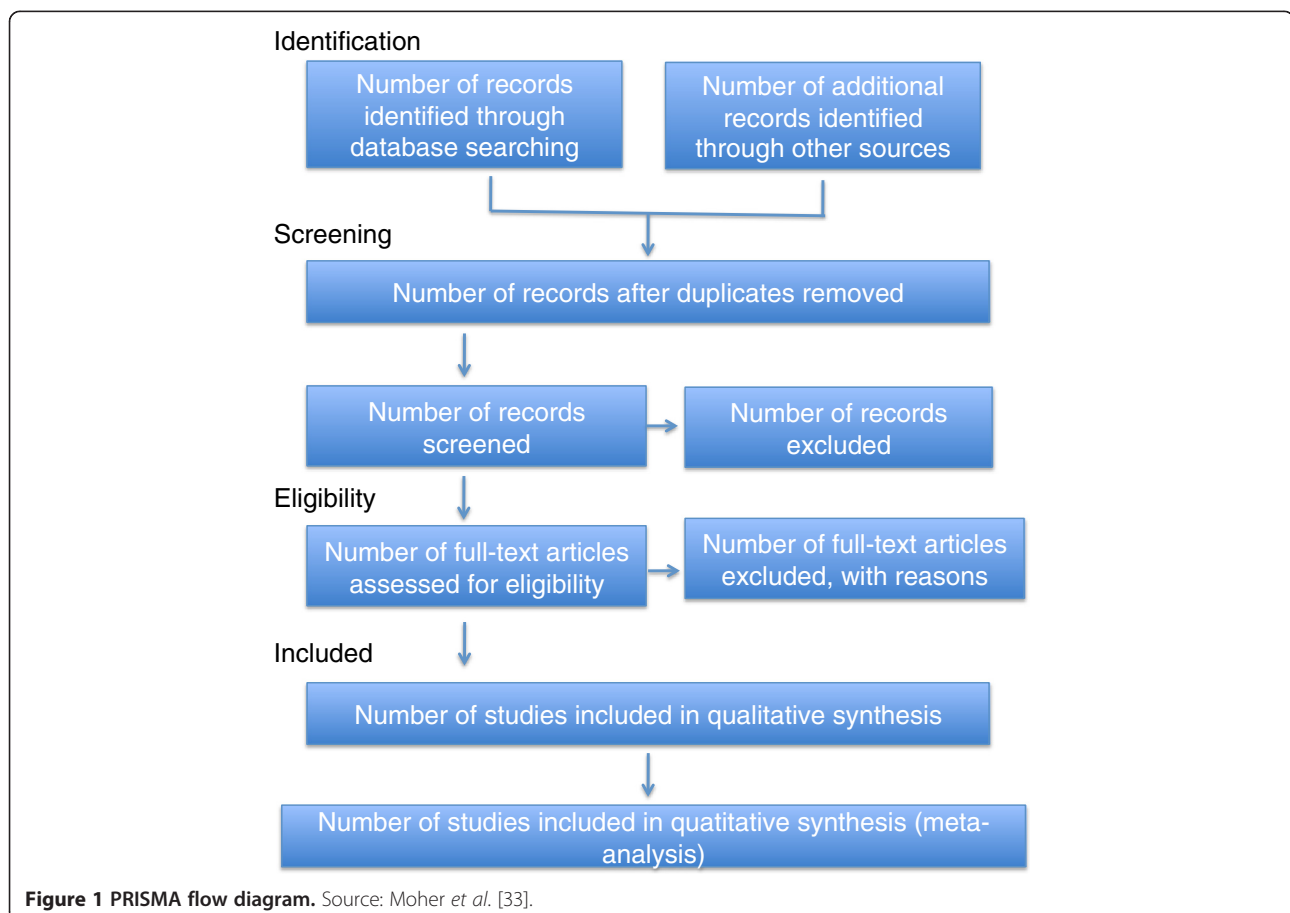 Identification
Number of records
identified through
database searching
Number of additional
records identified
through other sources
Screening
Number of records after duplicates removed
Number of records
screened
Number of records
excluded
Eligibility
Number of full-text articles
assessed for eligibility
Number of full-text articles
excluded, with reasons
Included
Number of studies included in qualitative synthesis
Number of studies included in quatitative synthesis (meta-
analysis)
Figure 1 PRISMA flow diagram. Source: Moher et al. [33].